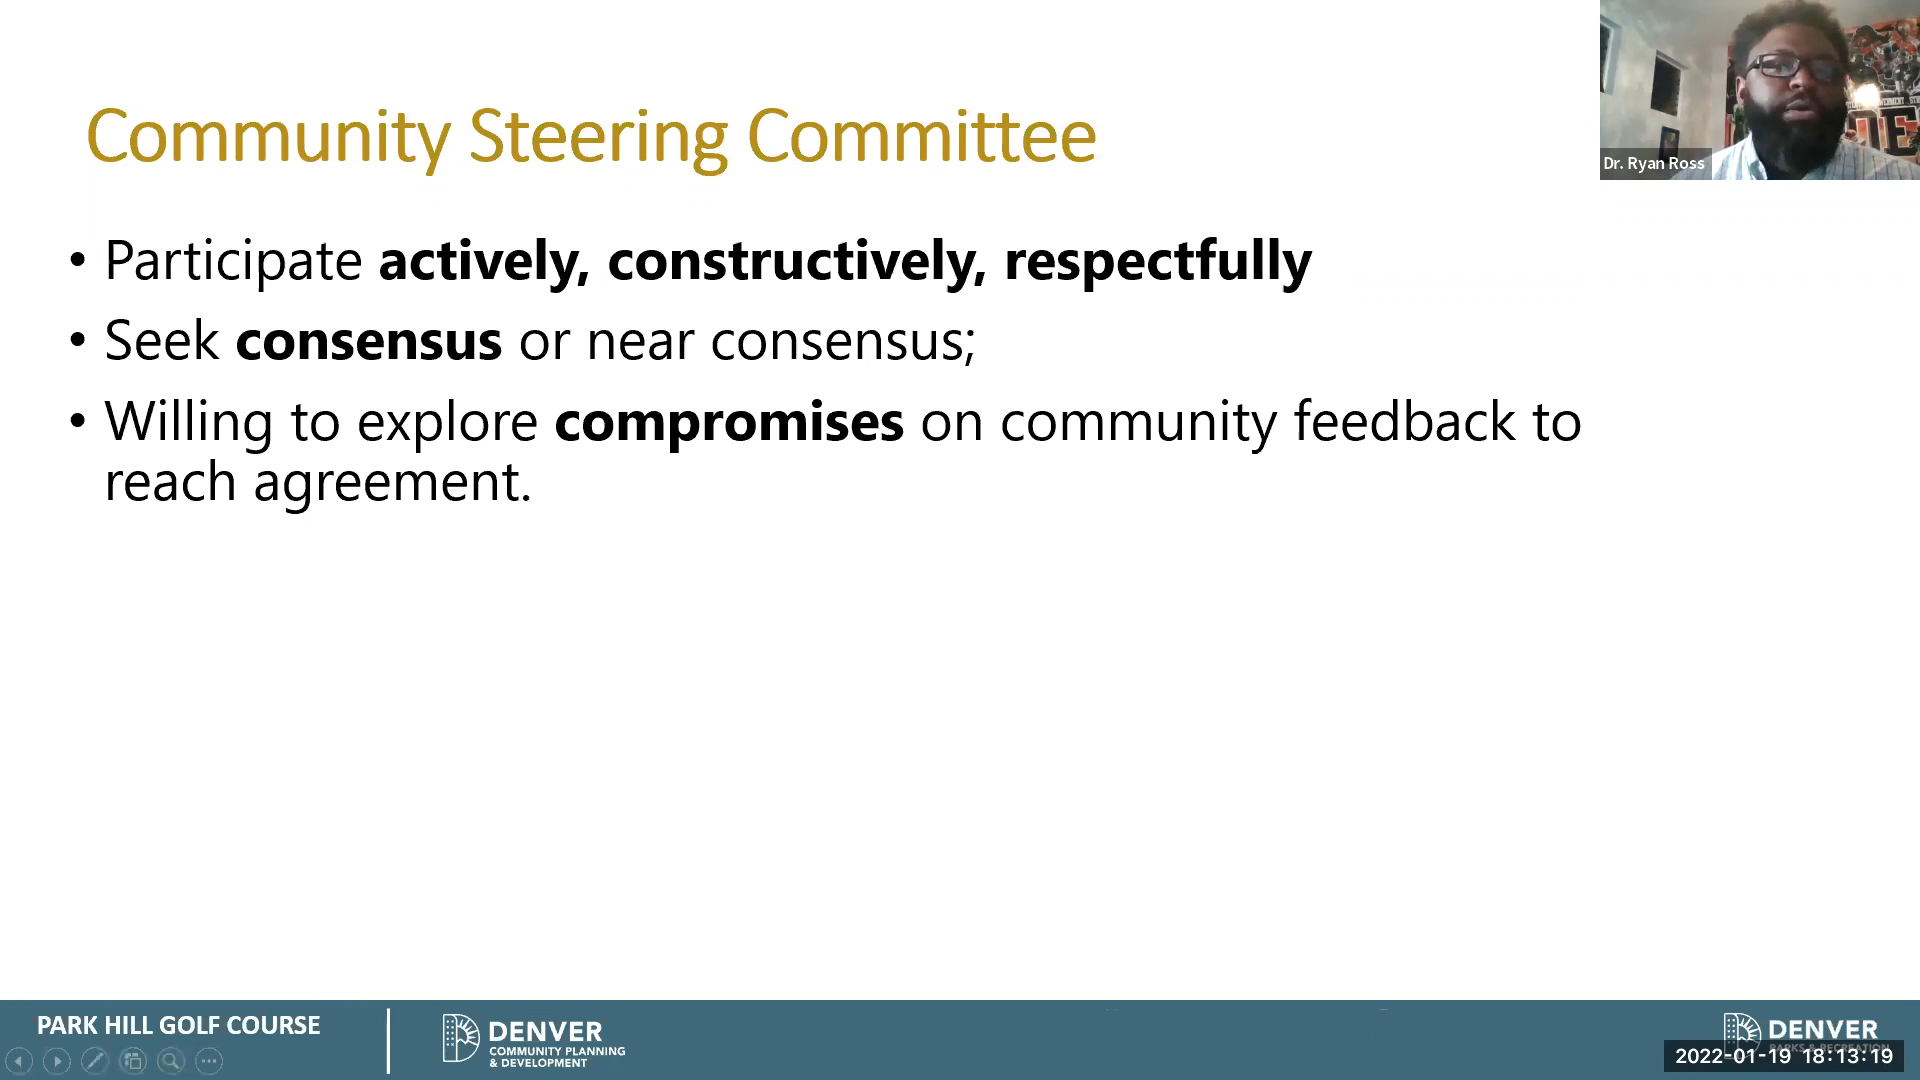 Community Steering Committee
Dr. Ryan Ross
• Participate actively, constructively, respectfully
• Seek consensus or near consensus;
• Willing to explore compromises on community feedback to
reach agreement.
PARK HILL GOLF COURSE
DENVER
COMMUNITY PLANNING
& DEVELOPMENT
DENVER
PARKS & RECREATION
2022-01-19 18:13:19